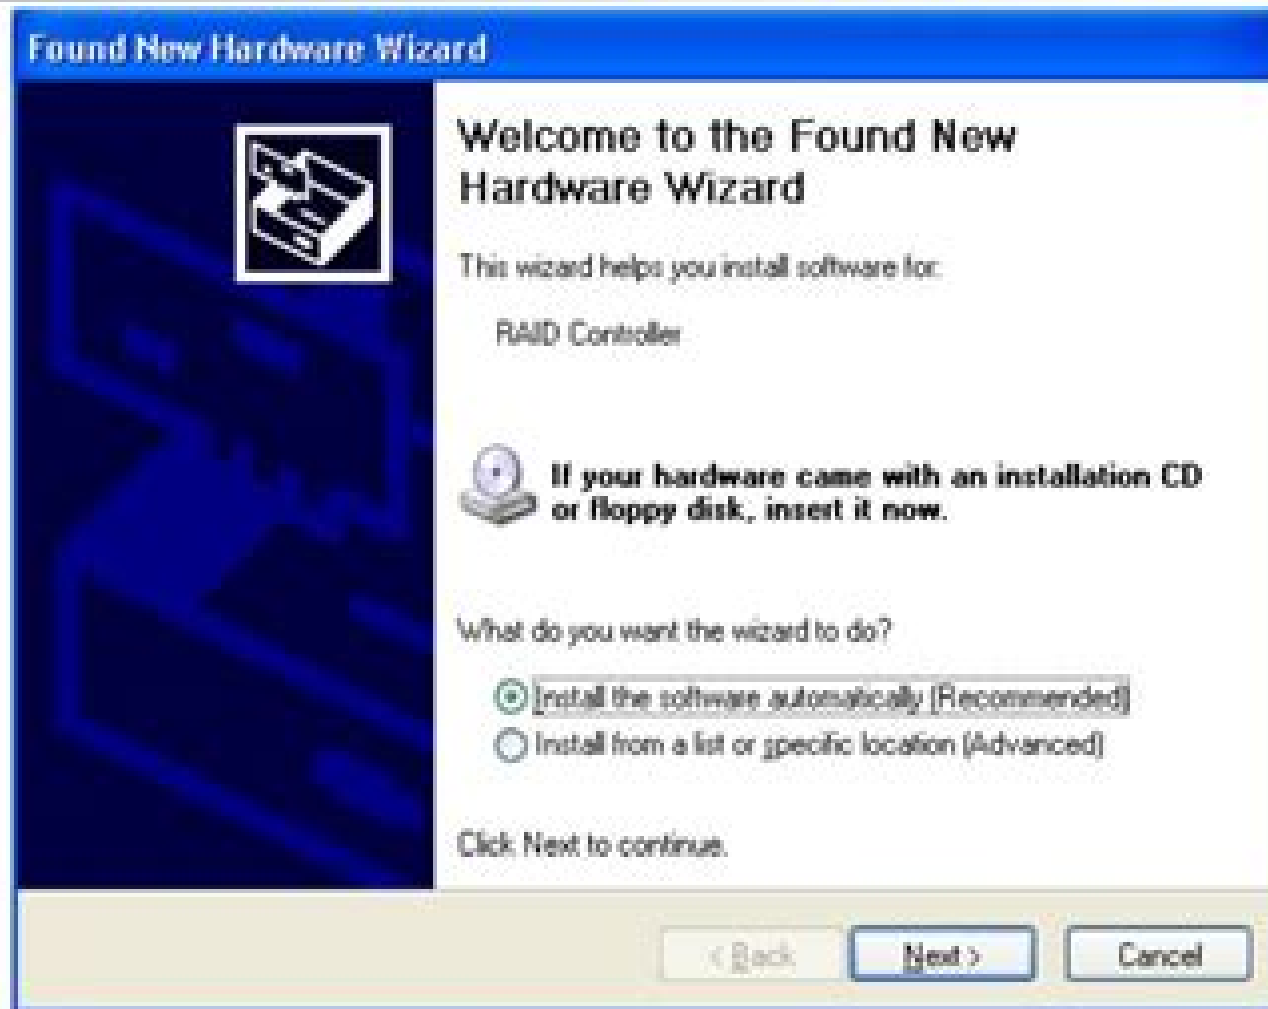 Found New Hardware Wizard
Welcome to the Found New
Hardware Wizard
This wizard helps you install software for:
RAID Controller
If your hardware came with an installation CD
or floppy disk, insert it now.
What do you want the wizard to do?
Install the software automatically (Recommended)
Install from a list or specific location (Advanced)
Click Next to continue.
< Back
Next >
Cancel